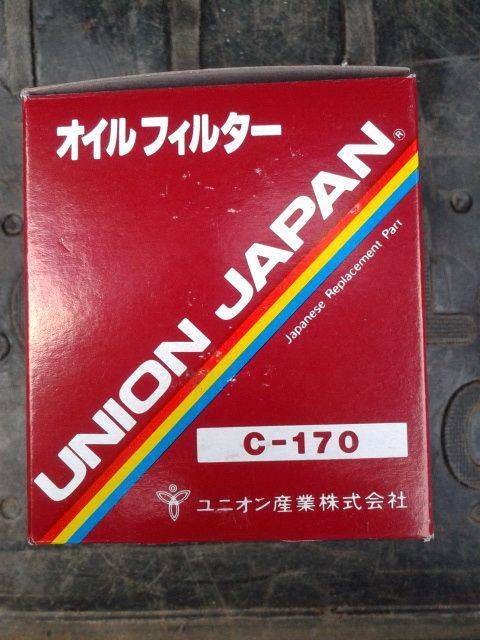 オイルフィルター
UNION JAPAN®
Japanese Replacement Part
C-170
ユニオン産業株式会社